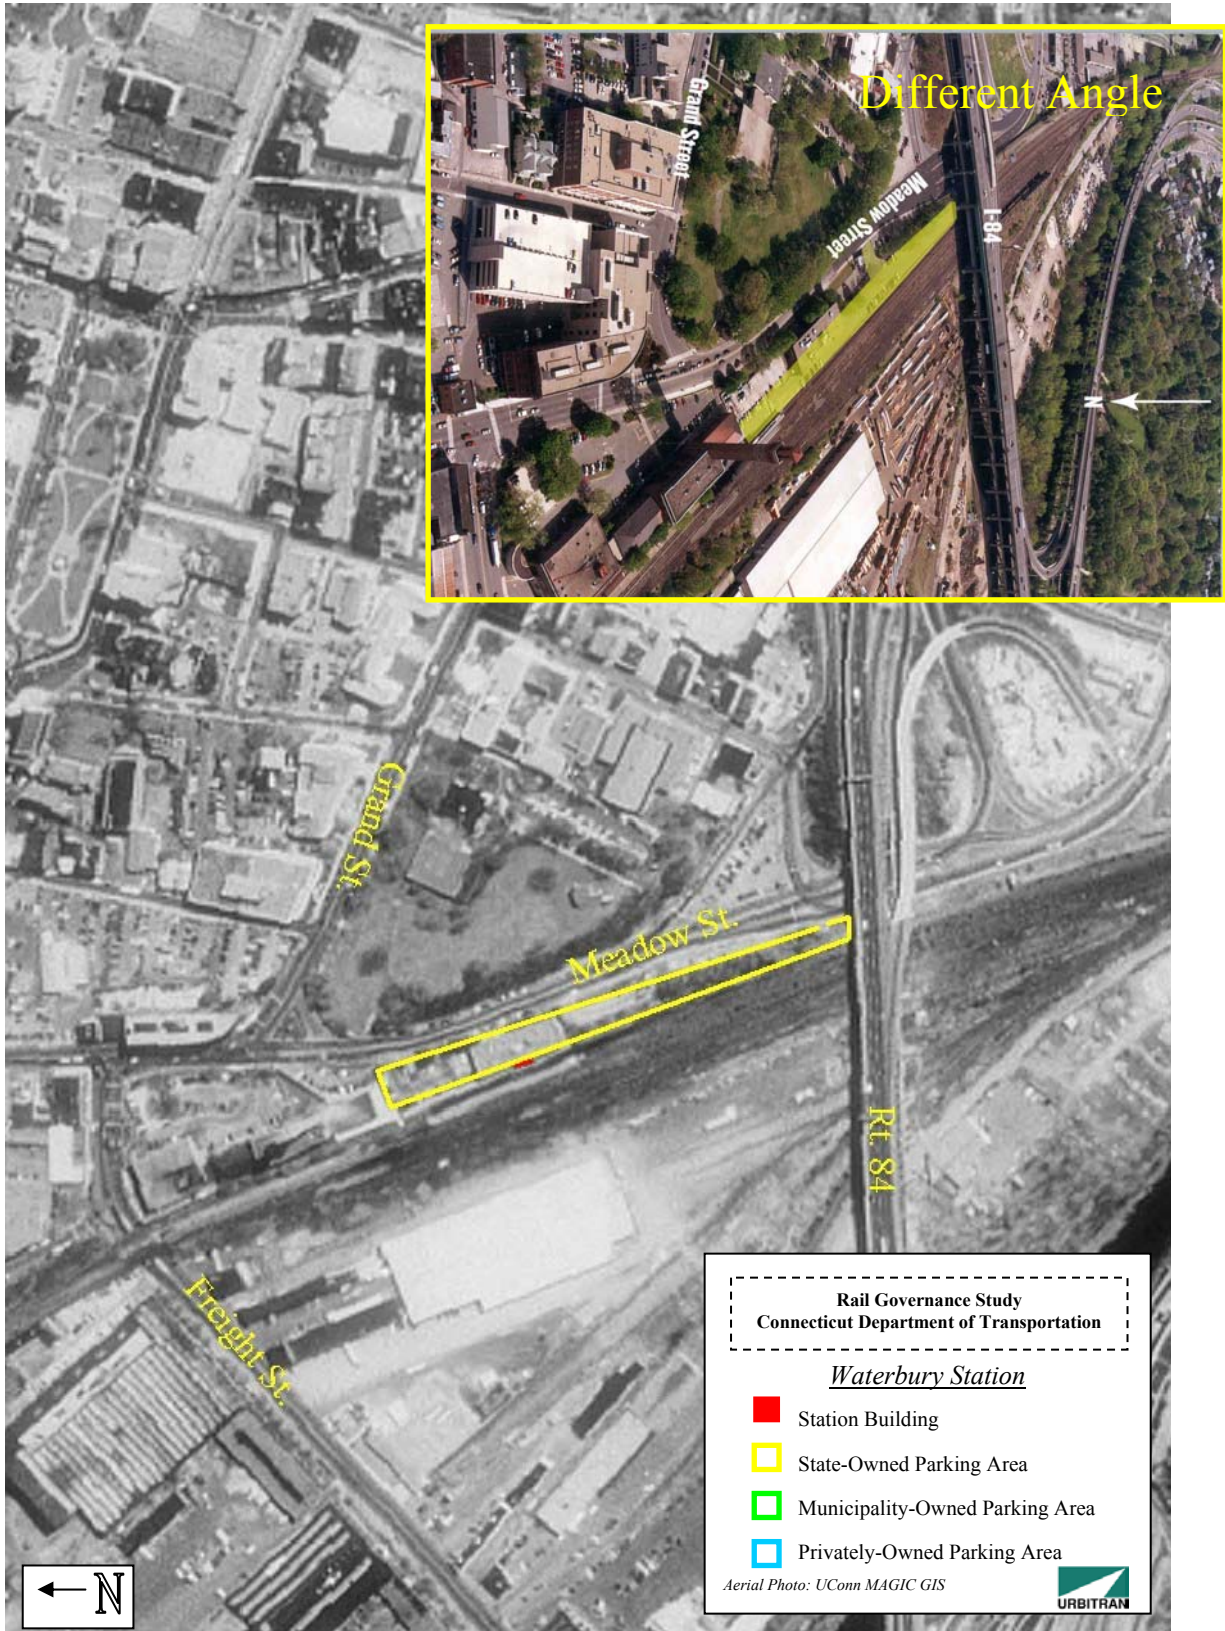 Different Angle
Grand Street
Meadow Street
I-84
N
Grand St.
Meadow St.
Rt. 84
Freight St.
Rail Governance Study
Connecticut Department of Transportation
Waterbury Station
Station Building
State-Owned Parking Area
Municipality-Owned Parking Area
Privately-Owned Parking Area
Aerial Photo: UConn MAGIC GIS
URBITRAN
N